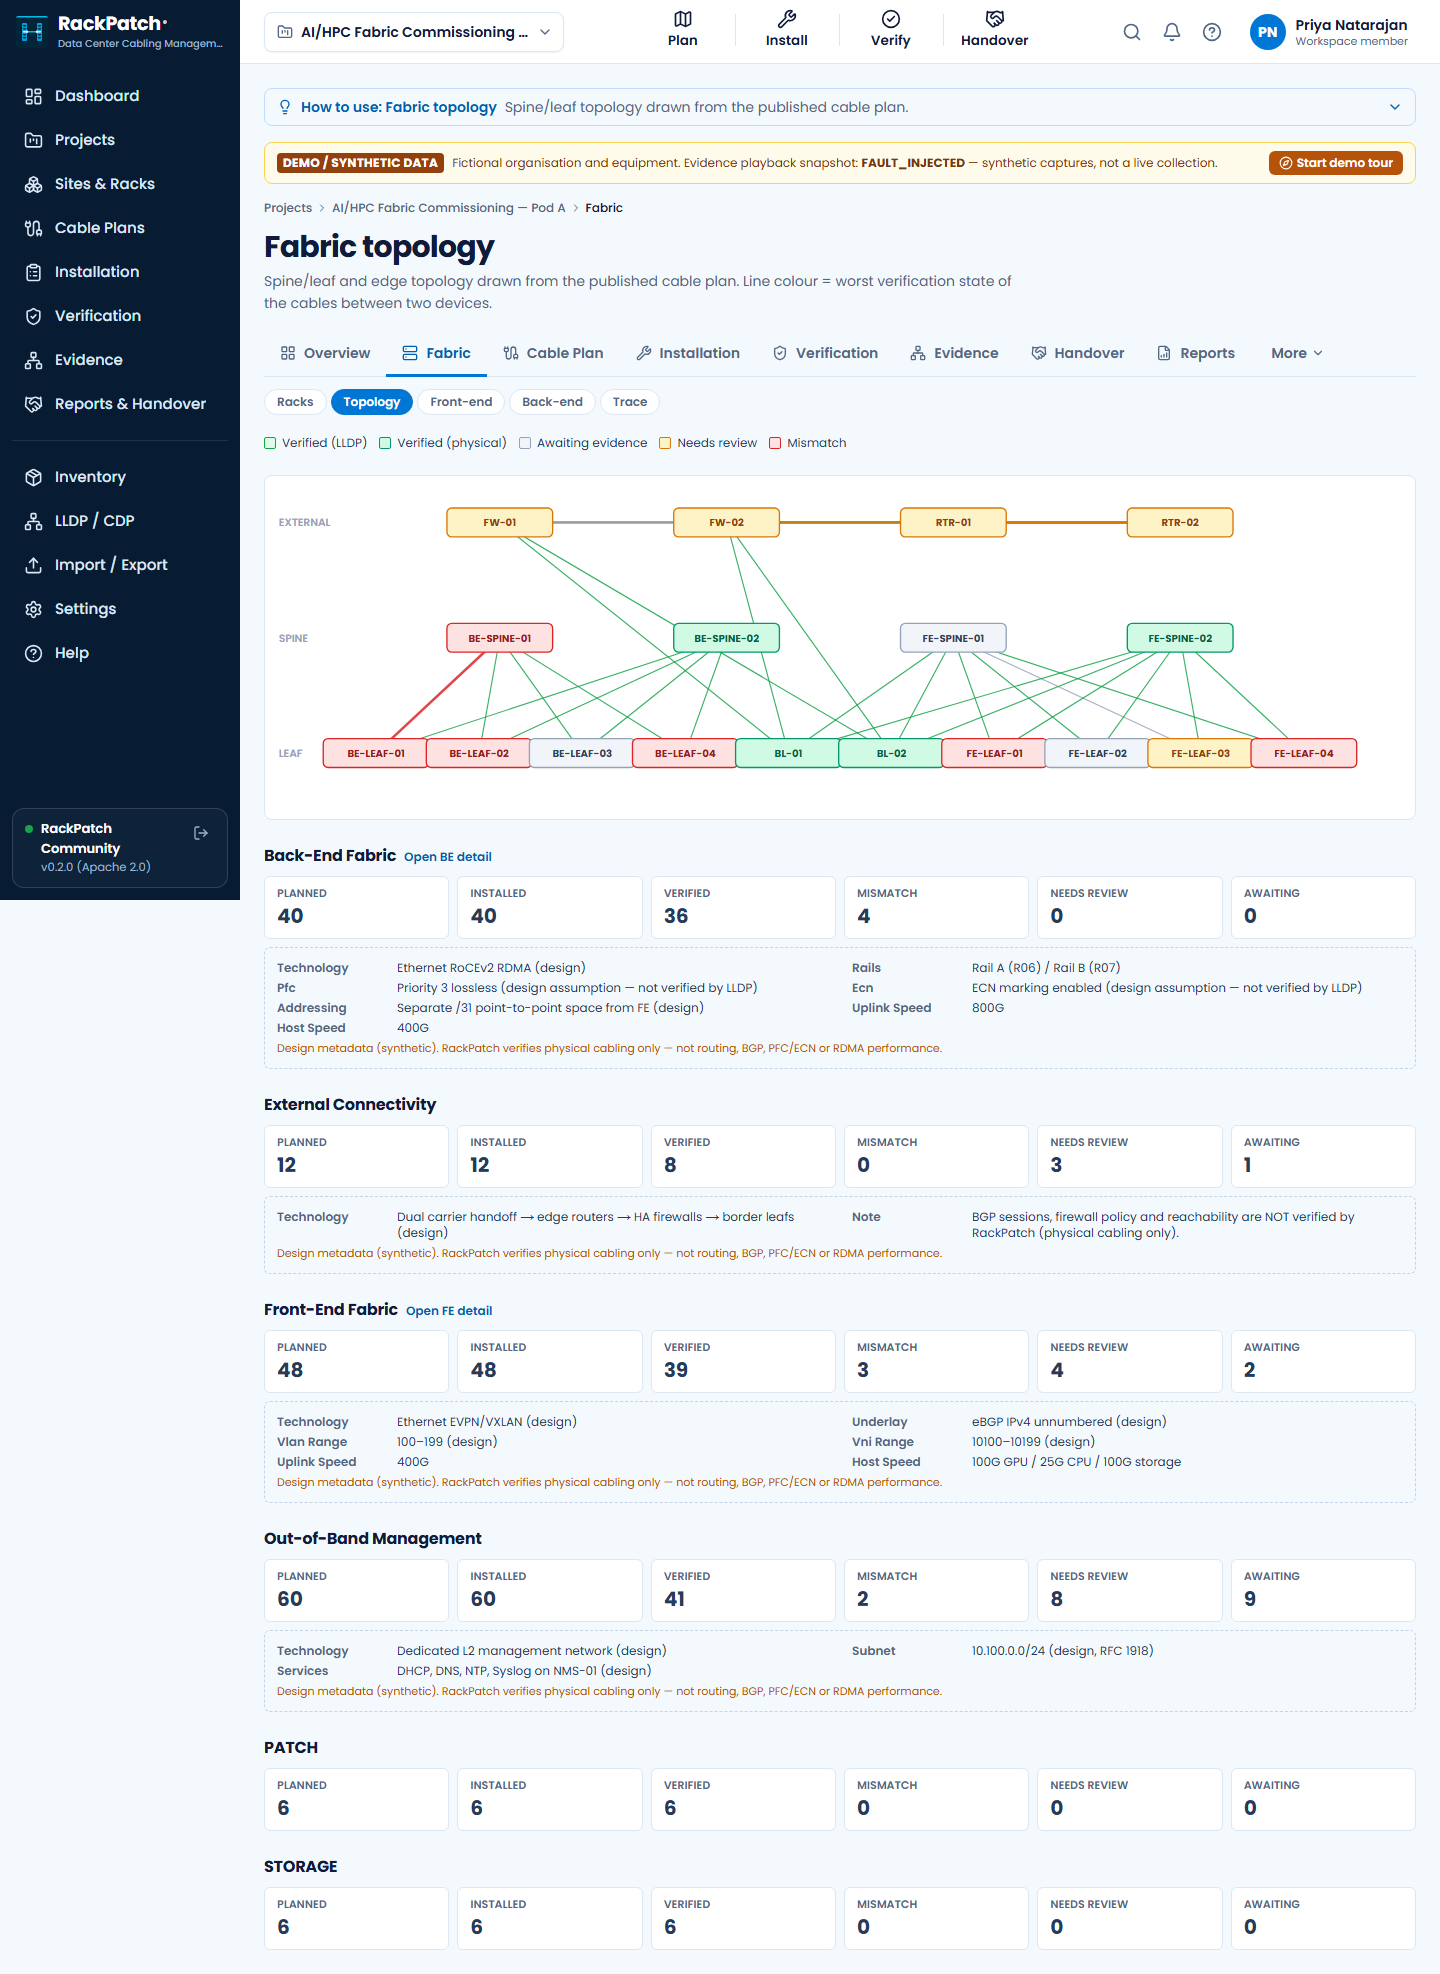 RackPatch
Data Center Cabling Managem...
AI/HPC Fabric Commissioning ...
Plan
Install
Verify
Handover
PN
Priya Natarajan
Workspace member
Dashboard
Projects
Sites & Racks
Cable Plans
Installation
Verification
Evidence
Reports & Handover
Inventory
LLDP / CDP
Import / Export
Settings
Help
RackPatch Community
v0.2.0 (Apache 2.0)
How to use: Fabric topology Spine/leaf topology drawn from the published cable plan.
DEMO / SYNTHETIC DATA Fictional organisation and equipment. Evidence playback snapshot: FAULT_INJECTED — synthetic captures, not a live collection. Start demo tour
Projects > AI/HPC Fabric Commissioning — Pod A > Fabric
Fabric topology
Spine/leaf and edge topology drawn from the published cable plan. Line colour = worst verification state of
the cables between two devices.
Overview Fabric Cable Plan Installation Verification Evidence Handover Reports More
Racks Topology Front-end Back-end Trace
Verified (LLDP) Verified (physical) Awaiting evidence Needs review Mismatch
EXTERNAL FW-01 FW-02 RTR-01 RTR-02
SPINE BE-SPINE-01 BE-SPINE-02 FE-SPINE-01 FE-SPINE-02
LEAF BE-LEAF-01 BE-LEAF-02 BE-LEAF-03 BE-LEAF-04 BL-01 BL-02 FE-LEAF-01 FE-LEAF-02 FE-LEAF-03 FE-LEAF-04
Back-End Fabric Open BE detail
PLANNED INSTALLED VERIFIED MISMATCH NEEDS REVIEW AWAITING
40 40 36 4 0 0
Technology Ethernet RoCEv2 RDMA (design) Rails Rail A (R06) / Rail B (R07)
Pfc Priority 3 lossless (design assumption — not verified by LLDP) Ecn ECN marking enabled (design assumption — not verified by LLDP)
Addressing Separate /31 point-to-point space from FE (design) Uplink Speed 800G
Host Speed 400G
Design metadata (synthetic). RackPatch verifies physical cabling only — not routing, BGP, PFC/ECN or RDMA performance.
External Connectivity
PLANNED INSTALLED VERIFIED MISMATCH NEEDS REVIEW AWAITING
12 12 8 0 3 1
Technology Dual carrier handoff → edge routers → HA firewalls → border leafs (design) Note BGP sessions, firewall policy and reachability are NOT verified by RackPatch (physical cabling only).
Design metadata (synthetic). RackPatch verifies physical cabling only — not routing, BGP, PFC/ECN or RDMA performance.
Front-End Fabric Open FE detail
PLANNED INSTALLED VERIFIED MISMATCH NEEDS REVIEW AWAITING
48 48 39 3 4 2
Technology Ethernet EVPN/VXLAN (design) Underlay eBGP IPv4 unnumbered (design)
Vlan Range 100–199 (design) Vni Range 10100–10199 (design)
Uplink Speed 400G Host Speed 100G GPU / 25G CPU / 100G storage
Design metadata (synthetic). RackPatch verifies physical cabling only — not routing, BGP, PFC/ECN or RDMA performance.
Out-of-Band Management
PLANNED INSTALLED VERIFIED MISMATCH NEEDS REVIEW AWAITING
60 60 41 2 8 9
Technology Dedicated L2 management network (design) Subnet 10.100.0.0/24 (design, RFC 1918)
Services DHCP, DNS, NTP, Syslog on NMS-01 (design)
Design metadata (synthetic). RackPatch verifies physical cabling only — not routing, BGP, PFC/ECN or RDMA performance.
PATCH
PLANNED INSTALLED VERIFIED MISMATCH NEEDS REVIEW AWAITING
6 6 6 0 0 0
STORAGE
PLANNED INSTALLED VERIFIED MISMATCH NEEDS REVIEW AWAITING
6 6 6 0 0 0